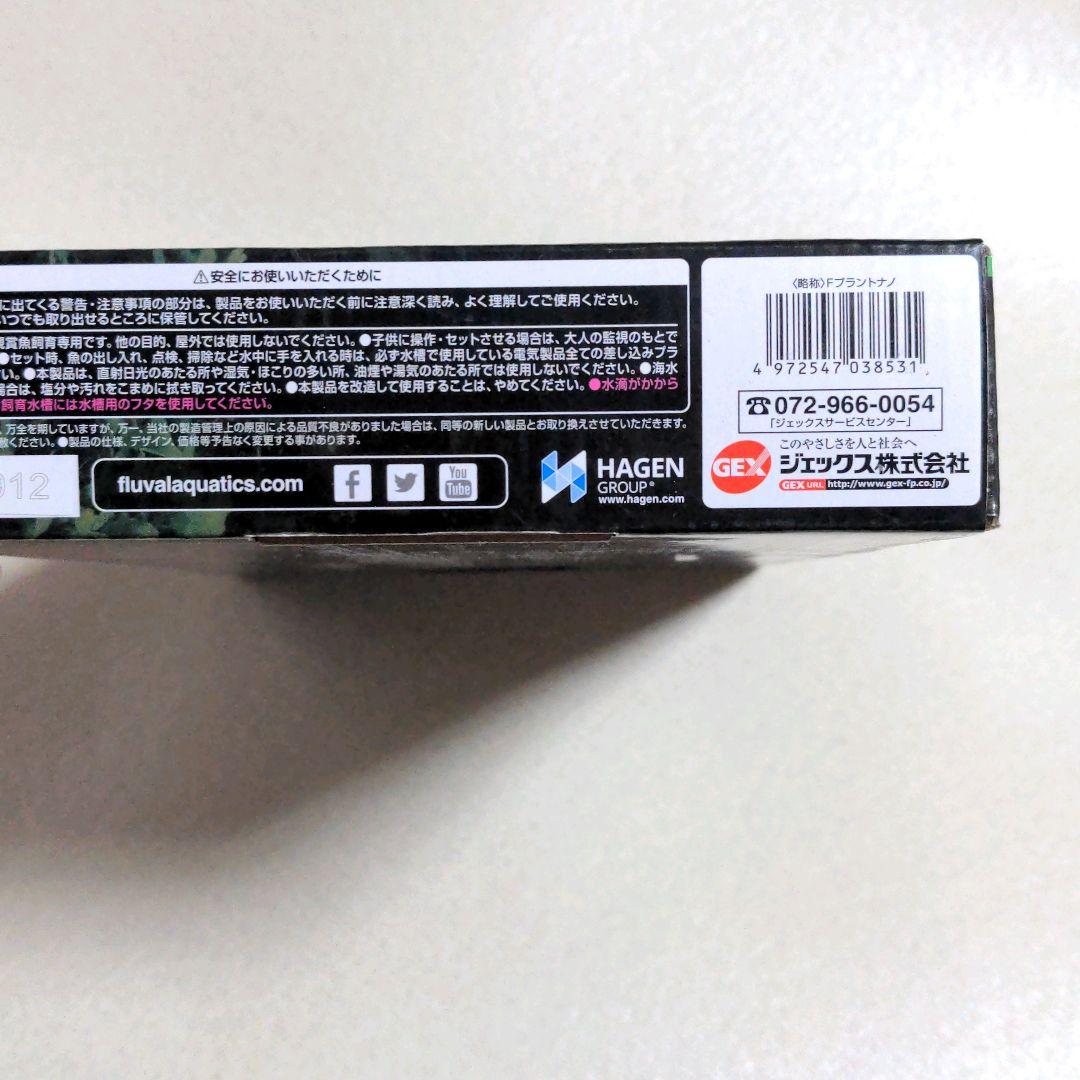 ⚠安全にお使いいただくために
に出てくる警告・注意事項の部分は、製品をお使いいただく前に注意深く読み、よく理解してご使用ください。
いつでも取り出せるところに保管してください。
観賞魚飼育専用です。他の目的、屋外では使用しないでください。●子供に操作・セットさせる場合は、大人の監視のもとで
●セット時、魚の出し入れ、点検、掃除など水中に手を入れる時は、必ず水槽で使用している電気製品全ての差し込みプラ
い。●本製品は、直射日光のあたる所や湿気・ほこりの多い所、油煙や湯気のあたる所では使用しないでください。●海水
場合は、塩分や汚れをこまめに拭き取ってください。●本製品を改造して使用することは、やめてください。●水滴がかから
飼育水槽には水槽用のフタを使用してください。
万全を期していますが、万一、当社の製造管理上の原因による品質不良がありました場合は、同等の新しい製品とお取り換えさせていただきます。
ください。●製品の仕様、デザイン、価格等予告なく変更する事があります。
912
fluvalaquatics.com
f
You
Tube
HAGEN
GROUP®
www.hagen.com
〈略称〉Fプラントナノ
4 972547 038531
☎072-966-0054
「ジェックスサービスセンター」
このやさしさを人と社会へ
GEX ジェックス株式会社
GEX URL http://www.gex-fp.co.jp/